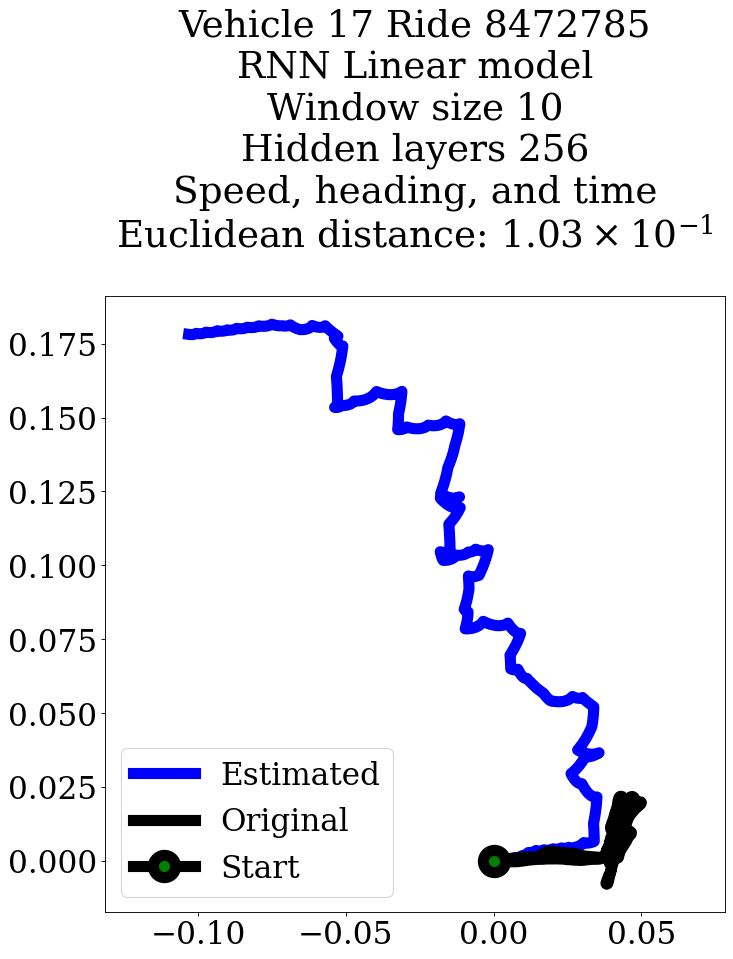 Vehicle 17 Ride 8472785
RNN Linear model
Window size 10
Hidden layers 256
Speed, heading, and time
Euclidean distance: 1.03 × 10⁻¹
0.175
0.150
0.125
0.100
0.075
0.050
0.025
0.000
Estimated
Original
Start
−0.10
−0.05
0.00
0.05